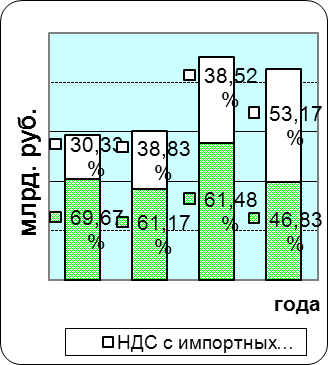 млрд. руб.
30,33 %
38,83 %
38,52 %
53,17 %
69,67 %
61,17 %
61,48 %
46,83 %
года
НДС с импортных…